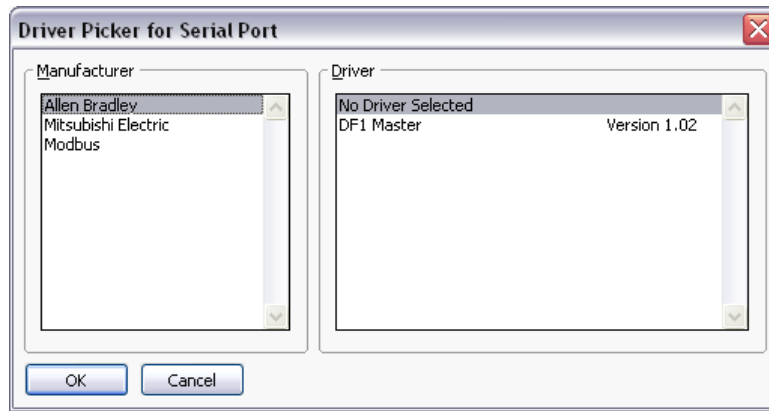 Driver Picker for Serial Port
Manufacturer
Allen Bradley
Mitsubishi Electric
Modbus
Driver
No Driver Selected
DF1 Master Version 1.02
OK Cancel